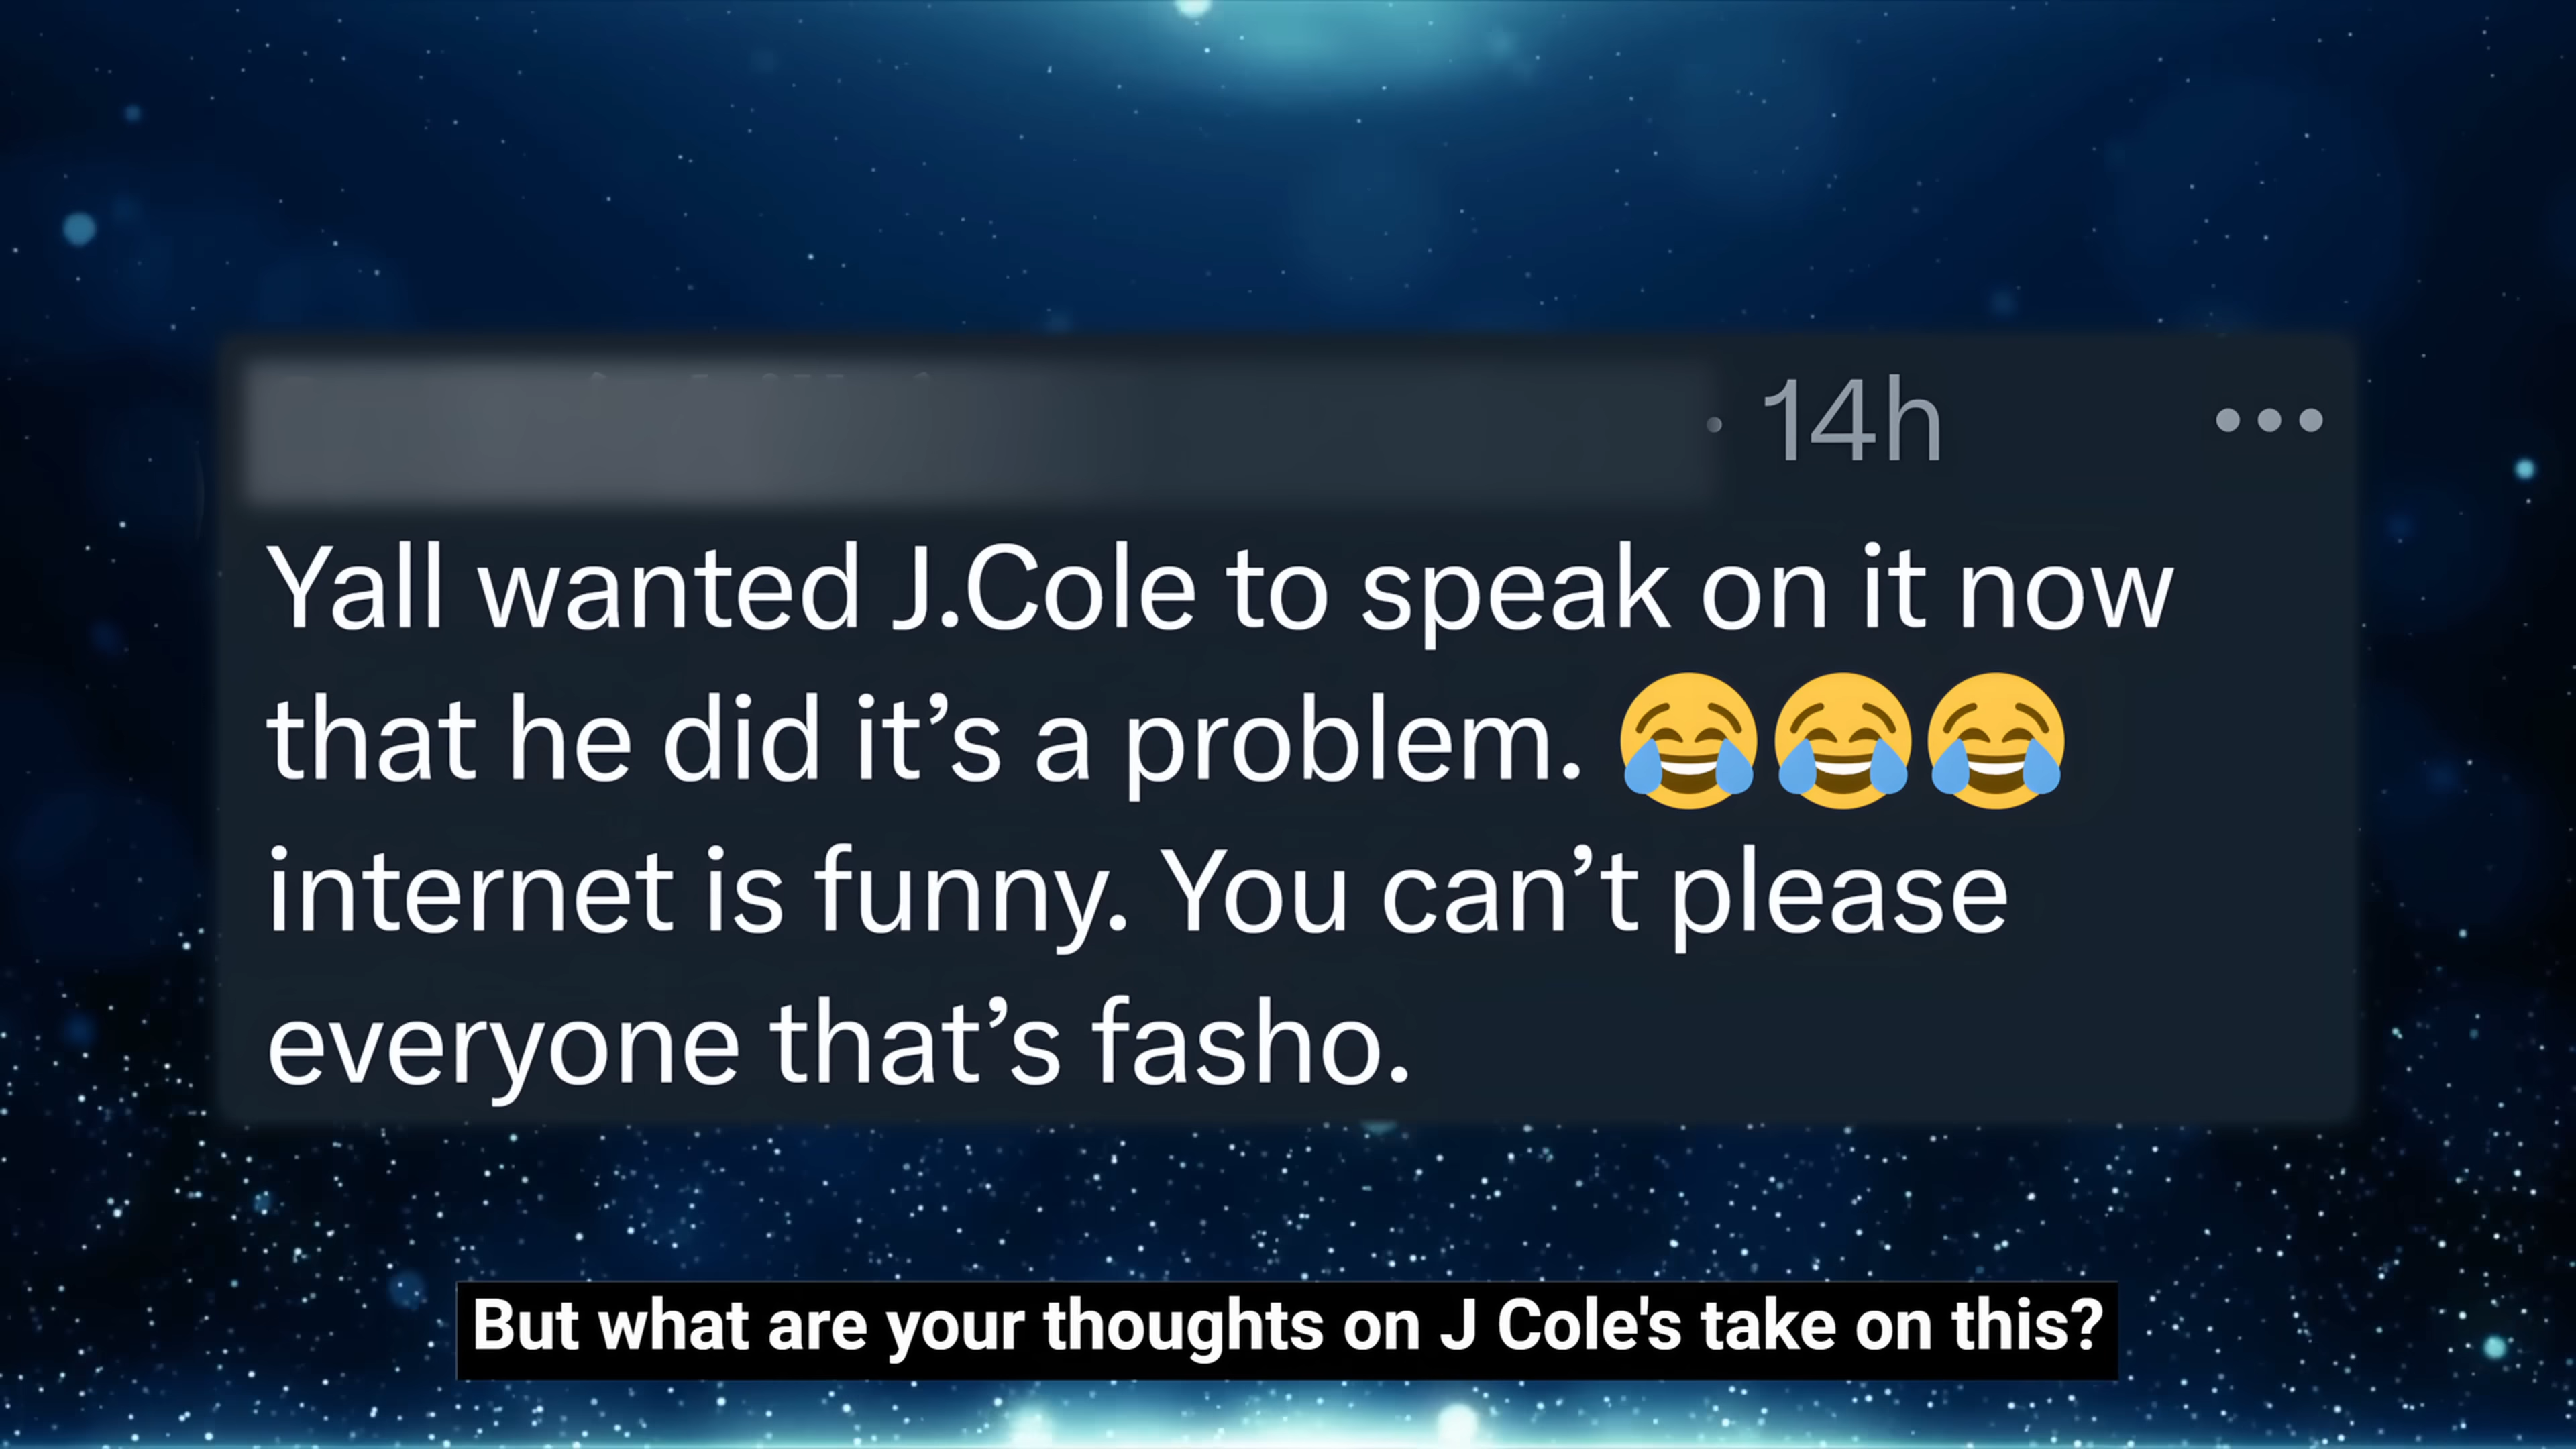 14h
Yall wanted J.Cole to speak on it now
that he did it’s a problem. 😂😂😂
internet is funny. You can’t please
everyone that’s fasho.
But what are your thoughts on J Cole's take on this?